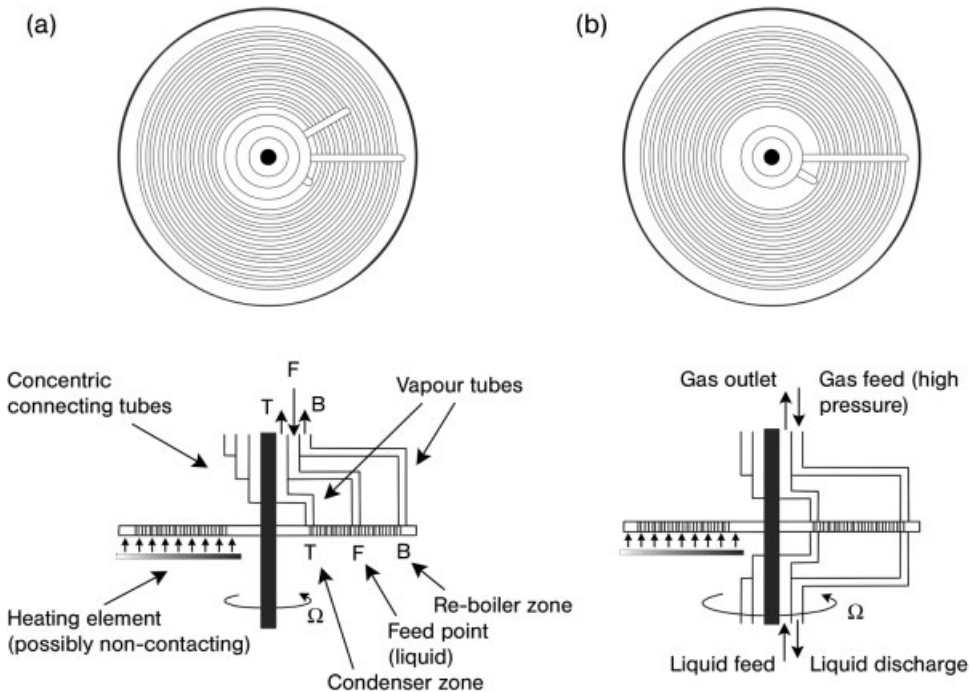 (a)
(b)
Concentric
connecting tubes
F
T
B
Vapour tubes
T
F
B
Heating element
(possibly non-contacting)
Ω
Re-boiler zone
Feed point
(liquid)
Condenser zone
Gas outlet
Gas feed (high
pressure)
Ω
Liquid feed
Liquid discharge